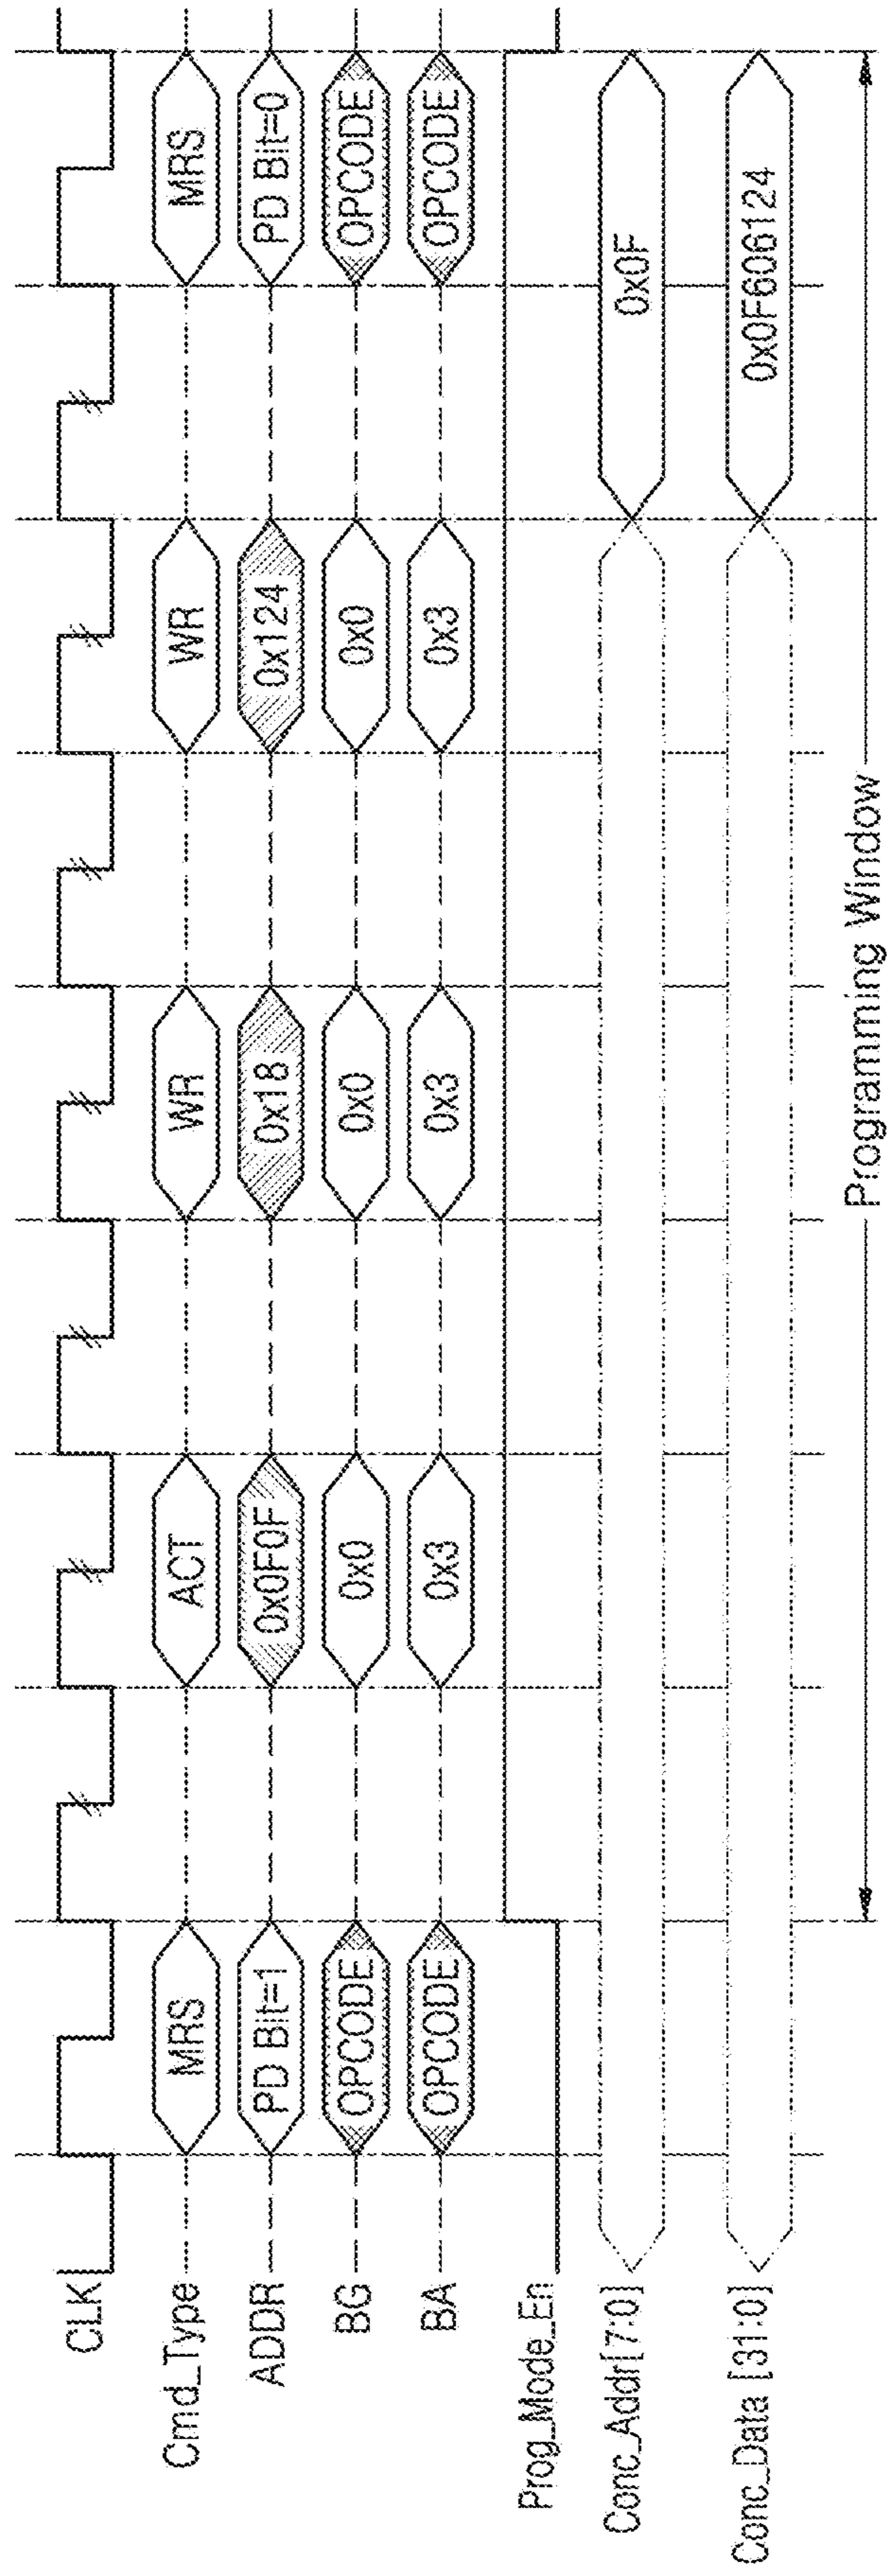 CLK
Cmd_Type MRS ACT WR WR MRS
ADDR PD Bit=1 0x0F0F 0x18 0x124 PD Bit=0
BG OPCODE 0x0 0x0 0x0 OPCODE
BA OPCODE 0x3 0x3 0x3 OPCODE
Prog_Mode_En
Conc_Addr[7:0] 0x0F
Conc_Data [31:0] 0x0F606124
Programming Window